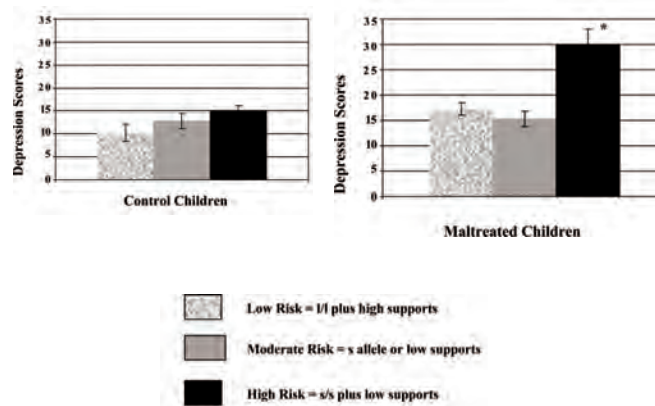 35
30
25
20
15
10
5
0
Depression Scores
Control Children
35
30
25
20
15
10
5
0
Depression Scores
*
Maltreated Children
Low Risk = l/l plus high supports
Moderate Risk = s allele or low supports
High Risk = s/s plus low supports